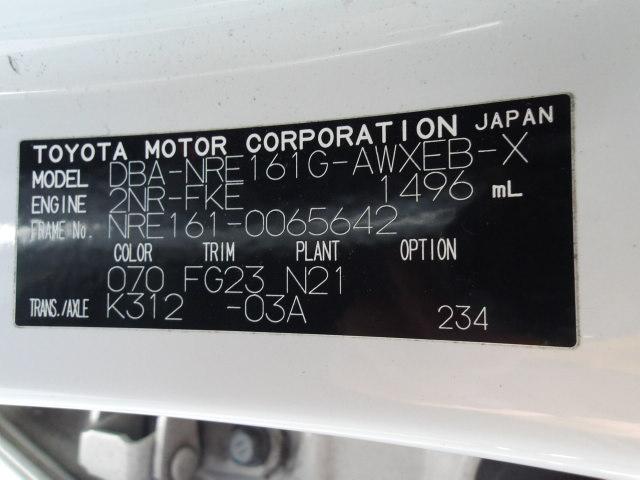 TOYOTA MOTOR CORPORATION JAPAN
MODEL DBA-NRE161G-AWXEB-X
ENGINE 2NR-FKE 1496 mL
FRAME No. NRE161-0065642
COLOR TRIM PLANT OPTION
070 FG23 N21
TRANS./AXLE K312 -03A 234